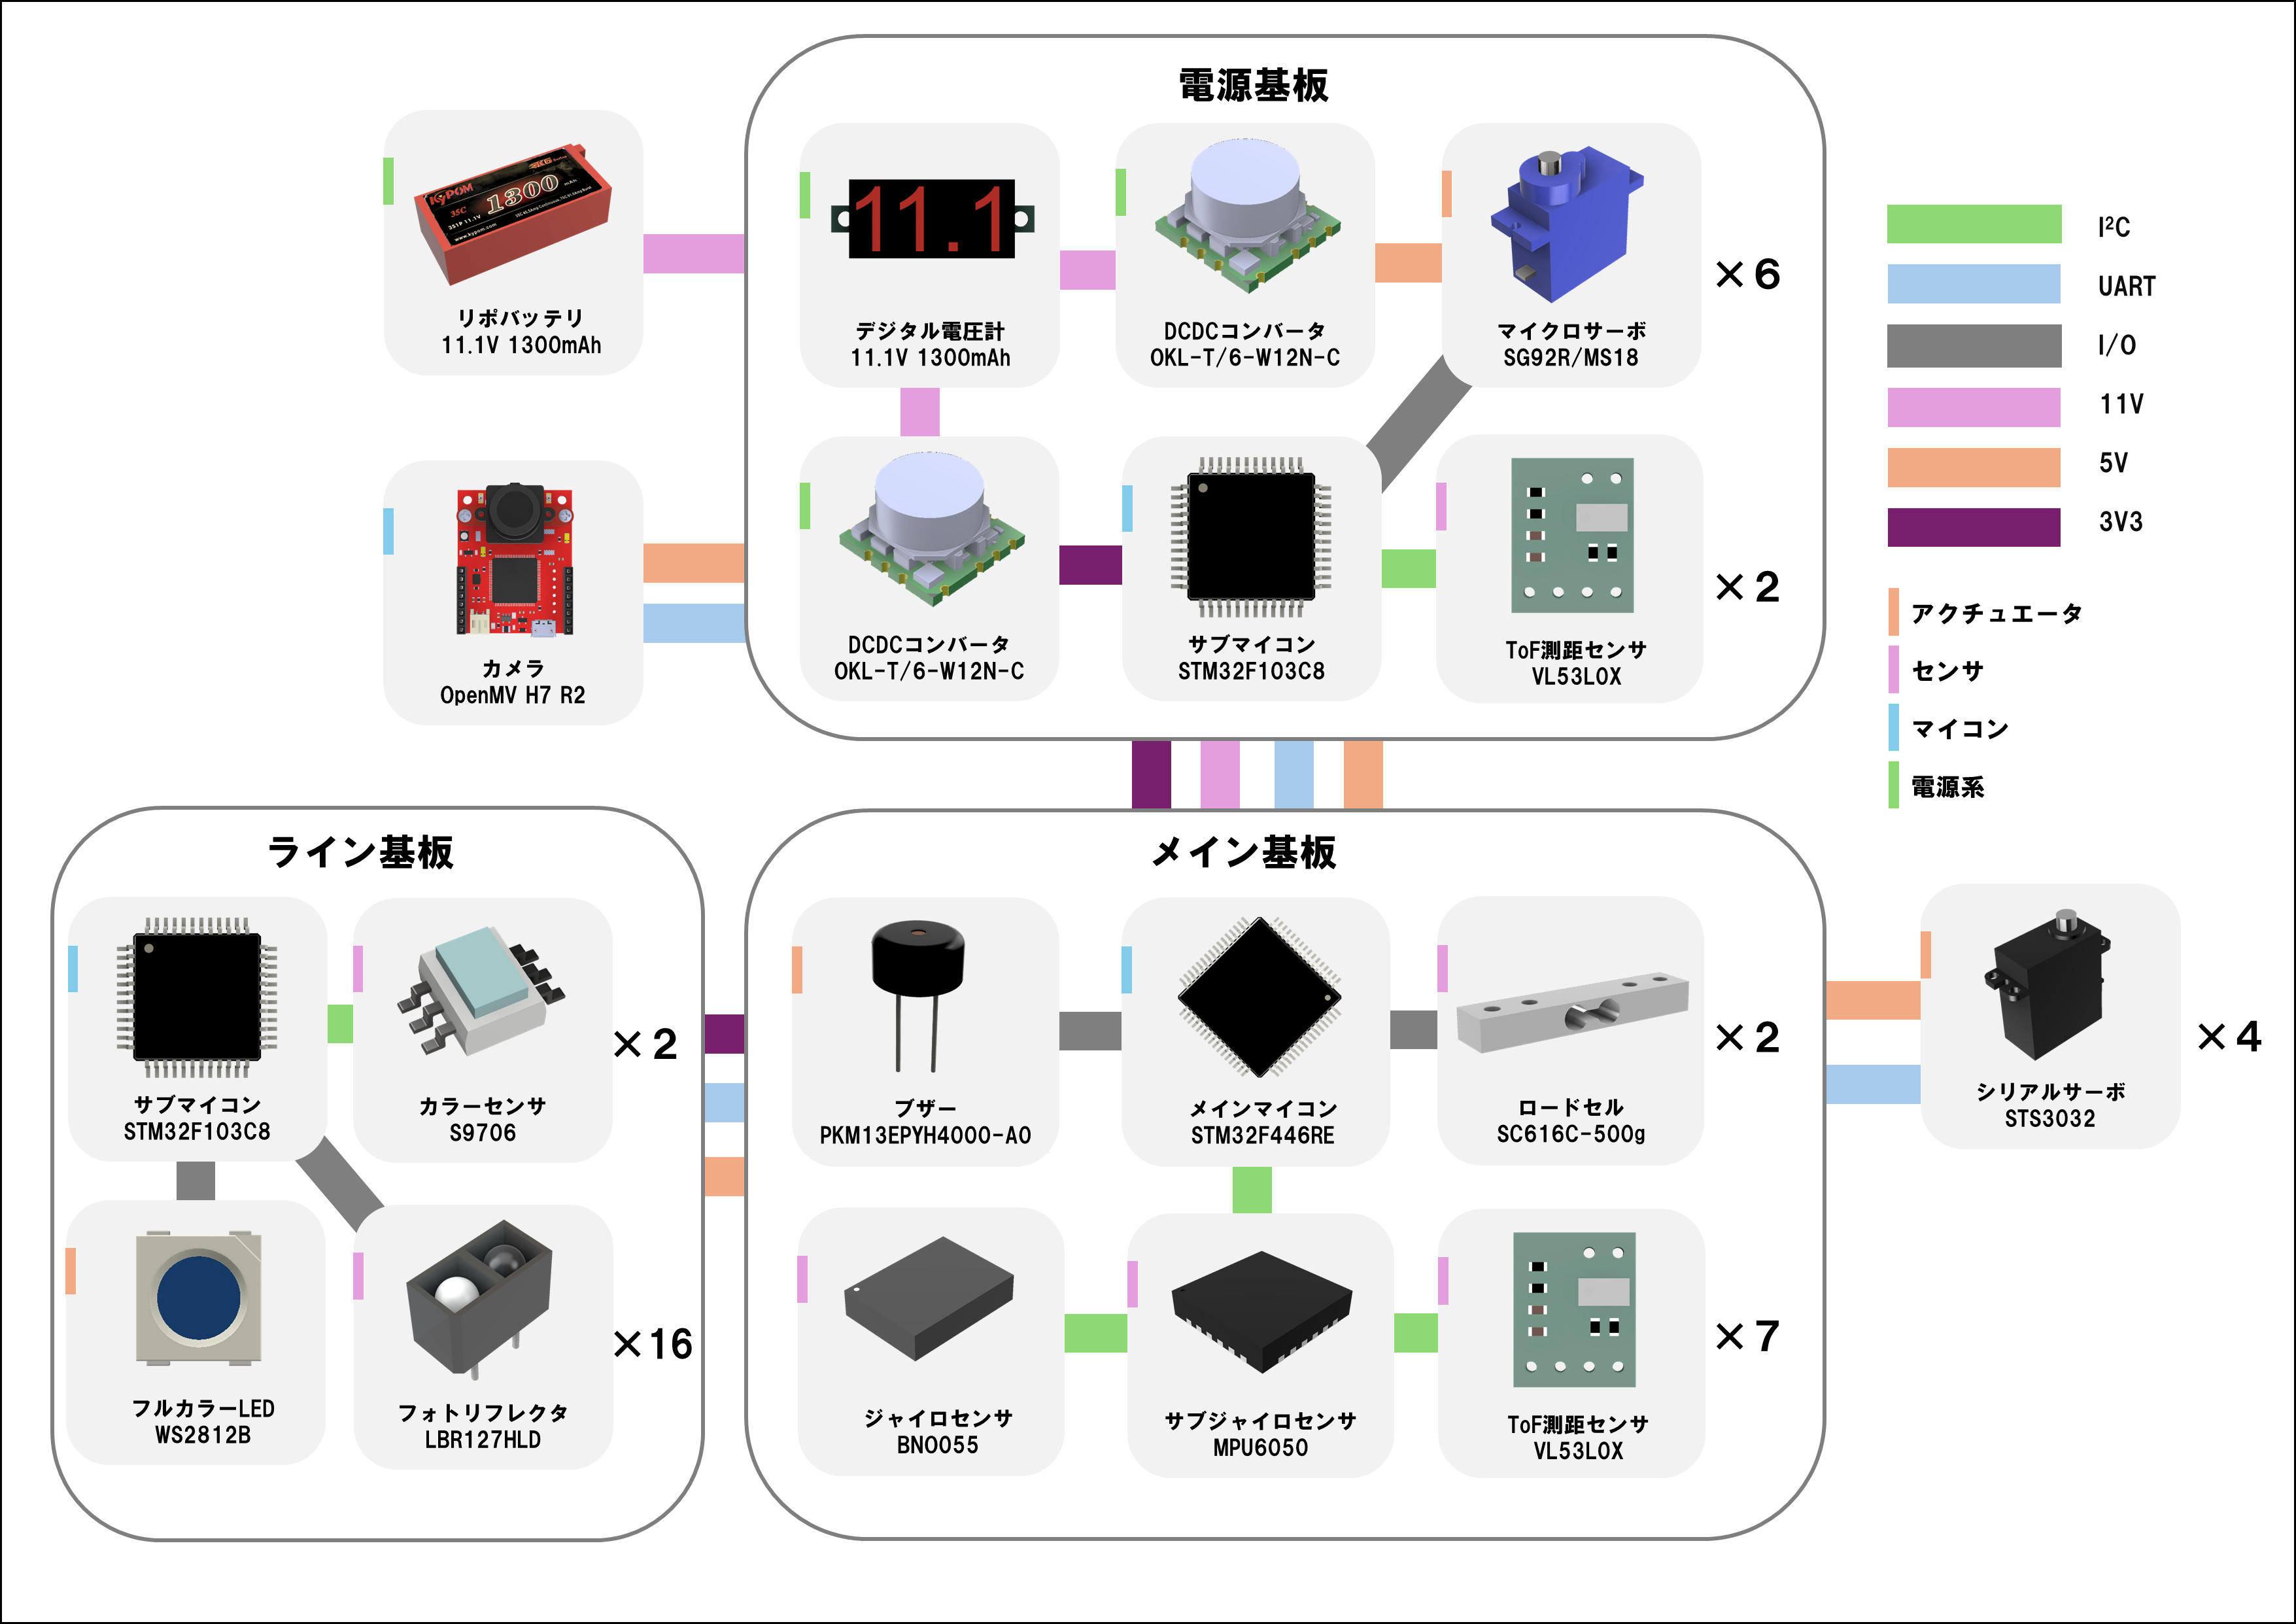 電源基板
KyPOM
1300 mAh
35C
3S1P 11.1V
www.kypom.com
リポバッテリ
11.1V 1300mAh
11.1
デジタル電圧計
11.1V 1300mAh
DCDCコンバータ
OKL-T/6-W12N-C
マイクロサーボ
SG92R/MS18
×6
カメラ
OpenMV H7 R2
DCDCコンバータ
OKL-T/6-W12N-C
サブマイコン
STM32F103C8
ToF測距センサ
VL53L0X
×2
I²C
UART
I/O
11V
5V
3V3
アクチュエータ
センサ
マイコン
電源系
ライン基板
サブマイコン
STM32F103C8
カラーセンサ
S9706
×2
フルカラーLED
WS2812B
フォトリフレクタ
LBR127HLD
×16
メイン基板
ブザー
PKM13EPYH4000-A0
メインマイコン
STM32F446RE
ロードセル
SC616C-500g
×2
ジャイロセンサ
BNO055
サブジャイロセンサ
MPU6050
ToF測距センサ
VL53L0X
×7
シリアルサーボ
STS3032
×4